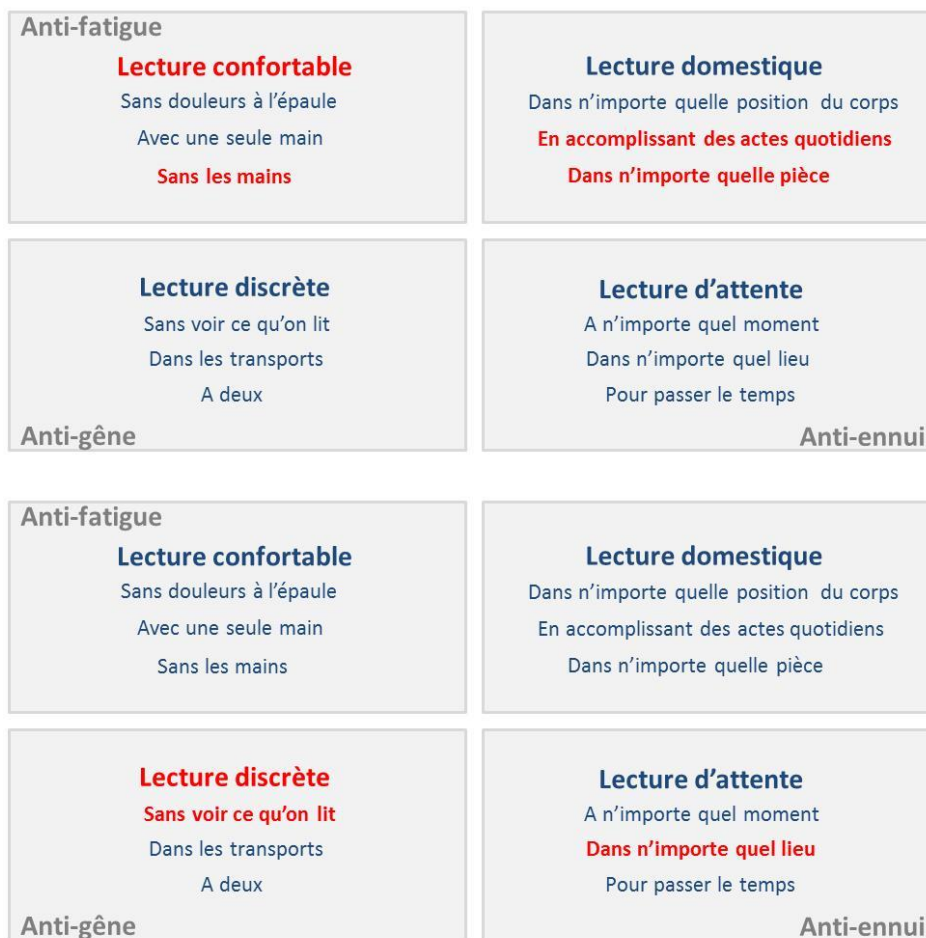 Anti-fatigue
Lecture confortable
Sans douleurs à l’épaule
Avec une seule main
Sans les mains
Lecture domestique
Dans n’importe quelle position du corps
En accomplissant des actes quotidiens
Dans n’importe quelle pièce
Lecture discrète
Sans voir ce qu’on lit
Dans les transports
A deux
Anti-gêne
Lecture d’attente
A n’importe quel moment
Dans n’importe quel lieu
Pour passer le temps
Anti-ennui
Anti-fatigue
Lecture confortable
Sans douleurs à l’épaule
Avec une seule main
Sans les mains
Lecture domestique
Dans n’importe quelle position du corps
En accomplissant des actes quotidiens
Dans n’importe quelle pièce
Lecture discrète
Sans voir ce qu’on lit
Dans les transports
A deux
Anti-gêne
Lecture d’attente
A n’importe quel moment
Dans n’importe quel lieu
Pour passer le temps
Anti-ennui